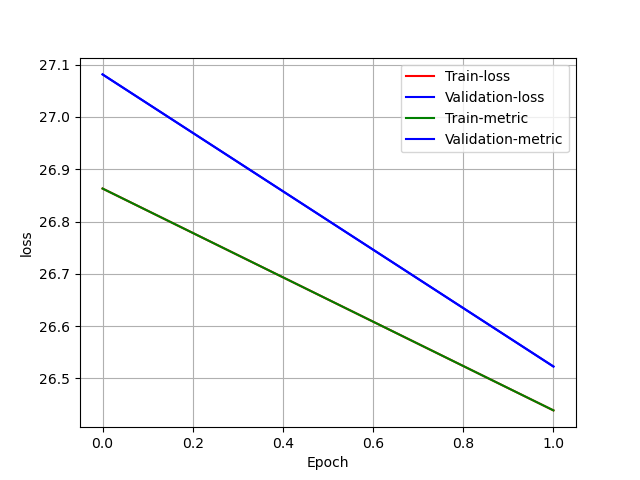 27.1
27.0
26.9
26.8
26.7
26.6
26.5
loss
Train-loss
Validation-loss
Train-metric
Validation-metric
0.0 0.2 0.4 0.6 0.8 1.0
Epoch